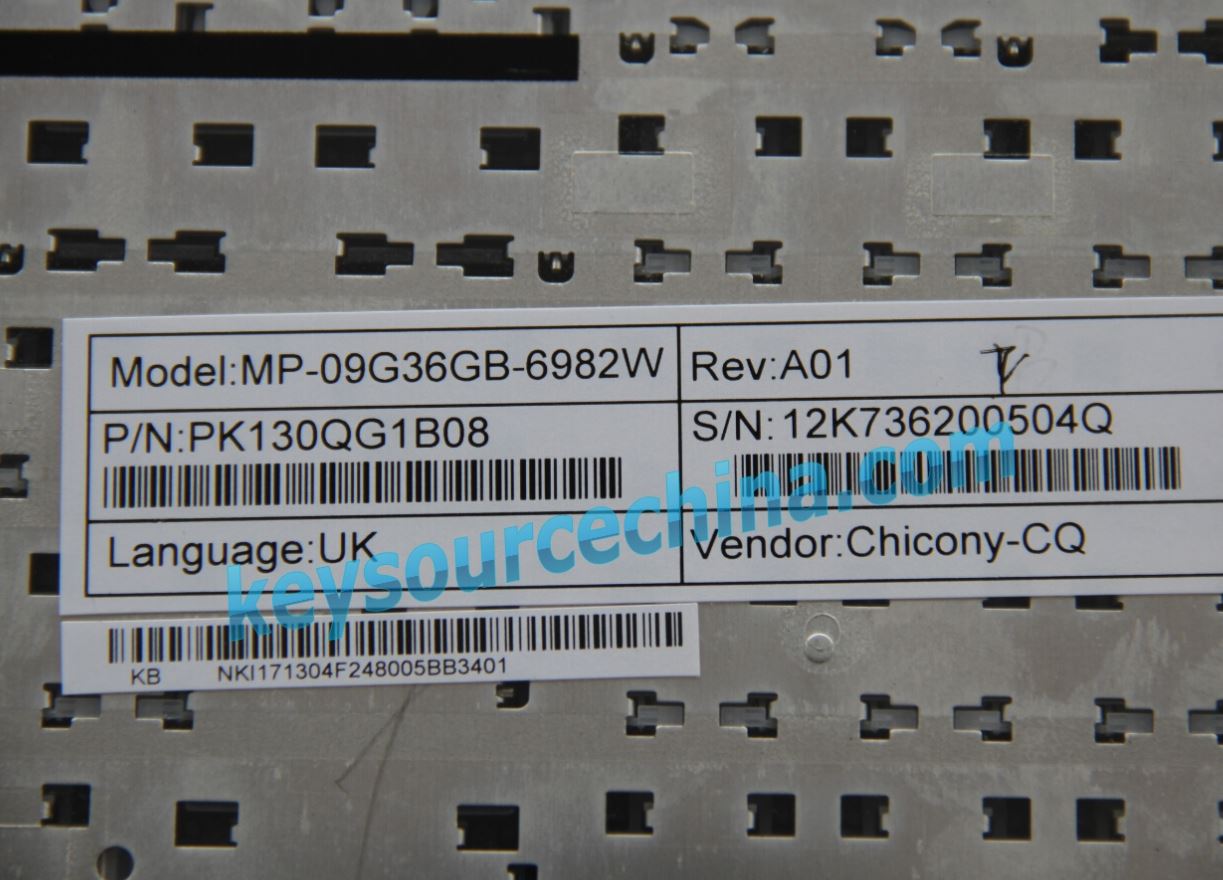 Model:MP-09G36GB-6982W
Rev:A01
P/N:PK130QG1B08
S/N:12K736200504Q
Language:UK
Vendor:Chicony-CQ
keysourcechina.com
KB NKI171304F248005BB3401